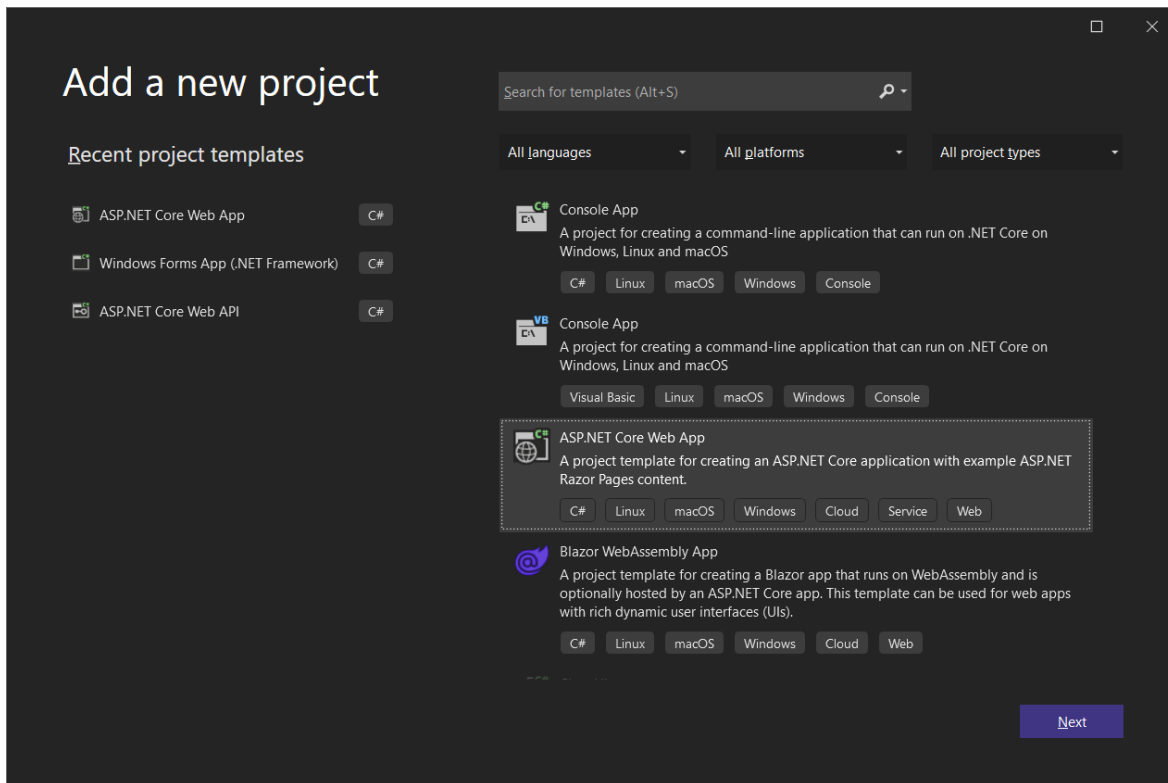 Add a new project
Search for templates (Alt+S)
Recent project templates
All languages
All platforms
All project types
ASP.NET Core Web App
C#
Windows Forms App (.NET Framework)
C#
ASP.NET Core Web API
C#
C#
C:\
Console App
A project for creating a command-line application that can run on .NET Core on
Windows, Linux and macOS
C# Linux macOS Windows Console
VB
C:\
Console App
A project for creating a command-line application that can run on .NET Core on
Windows, Linux and macOS
Visual Basic Linux macOS Windows Console
C#
ASP.NET Core Web App
A project template for creating an ASP.NET Core application with example ASP.NET
Razor Pages content.
C# Linux macOS Windows Cloud Service Web
Blazor WebAssembly App
A project template for creating a Blazor app that runs on WebAssembly and is
optionally hosted by an ASP.NET Core app. This template can be used for web apps
with rich dynamic user interfaces (UIs).
C# Linux macOS Windows Cloud Web
Next